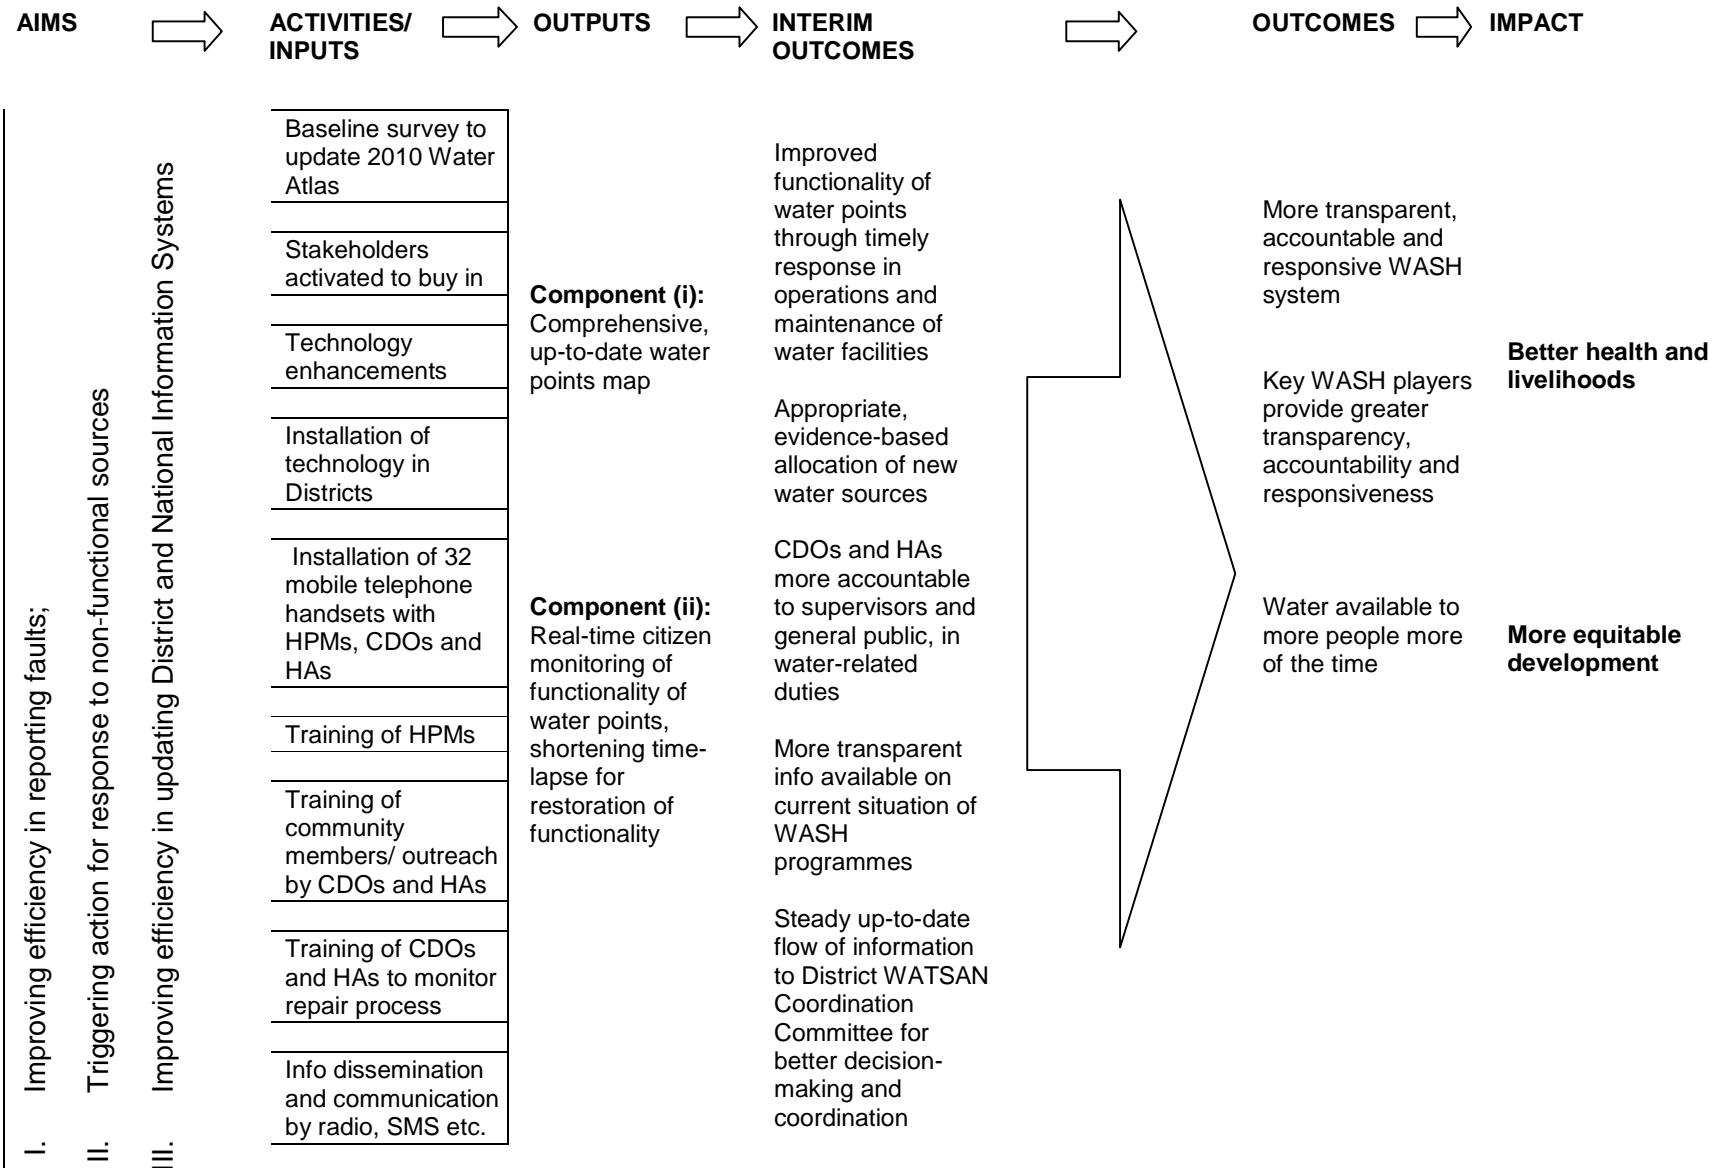 AIMS
ACTIVITIES/
INPUTS
OUTPUTS
INTERIM
OUTCOMES
OUTCOMES
IMPACT
I. Improving efficiency in reporting faults;
II. Triggering action for response to non-functional sources
III. Improving efficiency in updating District and National Information Systems
Baseline survey to
update 2010 Water
Atlas
Stakeholders
activated to buy in
Technology
enhancements
Installation of
technology in
Districts
Installation of 32
mobile telephone
handsets with
HPMs, CDOs and
HAs
Training of HPMs
Training of
community
members/ outreach
by CDOs and HAs
Training of CDOs
and HAs to monitor
repair process
Info dissemination
and communication
by radio, SMS etc.
Component (i):
Comprehensive,
up-to-date water
points map
Component (ii):
Real-time citizen
monitoring of
functionality of
water points,
shortening time-
lapse for
restoration of
functionality
Improved
functionality of
water points
through timely
response in
operations and
maintenance of
water facilities
Appropriate,
evidence-based
allocation of new
water sources
CDOs and HAs
more accountable
to supervisors and
general public, in
water-related
duties
More transparent
info available on
current situation of
WASH
programmes
Steady up-to-date
flow of information
to District WATSAN
Coordination
Committee for
better decision-
making and
coordination
More transparent,
accountable and
responsive WASH
system
Key WASH players
provide greater
transparency,
accountability and
responsiveness
Water available to
more people more
of the time
Better health and
livelihoods
More equitable
development